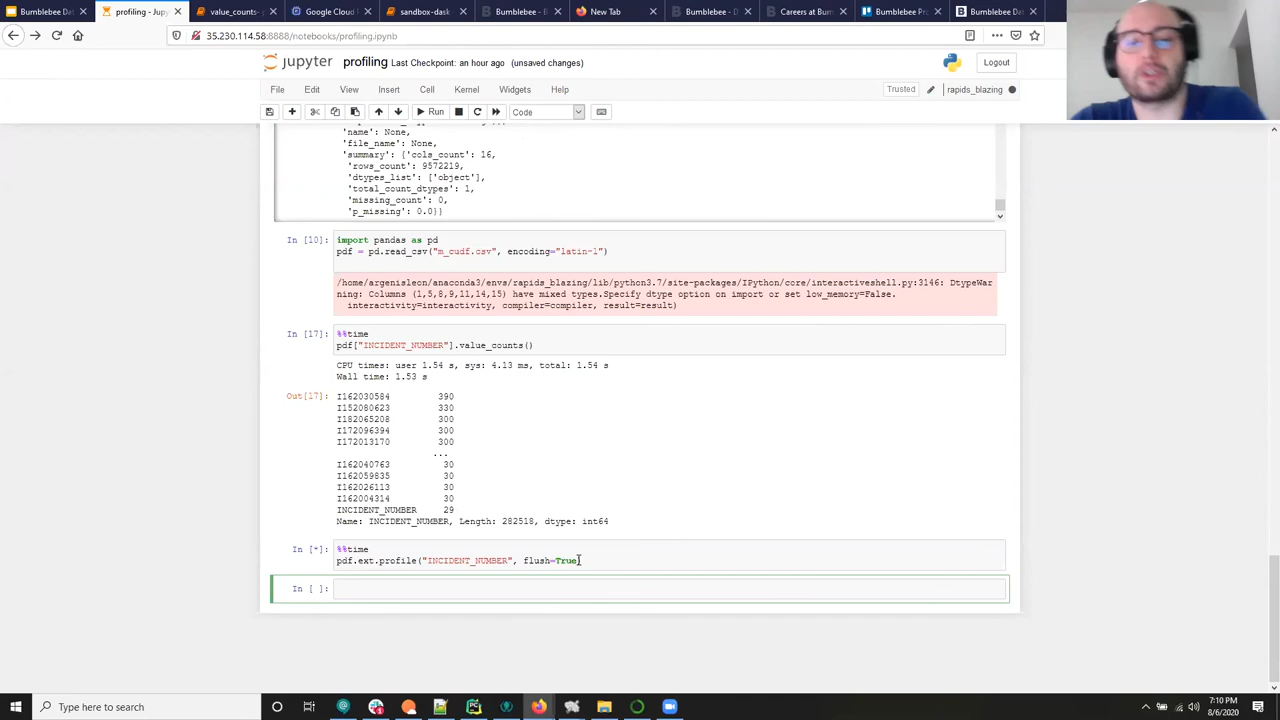 Bumblebee Da
profiling - Jup
value_counts-
Google Cloud
sandbox-dask
Bumblebee -
New Tab
Bumblebee -
Careers at Bum
Bumblebee Pro
Bumblebee Da
35.230.114.58:8888/notebooks/profiling.ipynb
jupyter profiling Last Checkpoint: an hour ago (unsaved changes)
Logout
File Edit View Insert Cell Kernel Widgets Help
Trusted rapids_blazing
Run Code
'name': None,
'file_name': None,
'summary': {'cols_count': 16,
'rows_count': 9572219,
'dtypes_list': ['object'],
'total_count_dtypes': 1,
'missing_count': 0,
'p_missing': 0.0}}
In [10]: import pandas as pd
pdf = pd.read_csv("m_cudf.csv", encoding="latin-1")
/home/argenisleon/anaconda3/envs/rapids_blazing/lib/python3.7/site-packages/IPython/core/interactiveshell.py:3146: DtypeWar
ning: Columns (1,5,8,9,11,14,15) have mixed types.Specify dtype option on import or set low_memory=False.
interactivity=interactivity, compiler=compiler, result=result)
In [17]: %%time
pdf["INCIDENT_NUMBER"].value_counts()
CPU times: user 1.54 s, sys: 4.13 ms, total: 1.54 s
Wall time: 1.53 s
Out[17]: I162030584 390
I152080623 330
I182065208 300
I172096394 300
I172013170 300
...
I162040763 30
I162059835 30
I162026113 30
I162004314 30
INCIDENT_NUMBER 29
Name: INCIDENT_NUMBER, Length: 282518, dtype: int64
In [*]: %%time
pdf.ext.profile("INCIDENT_NUMBER", flush=True)
In [ ]:
Type here to search
7:10 PM
8/6/2020